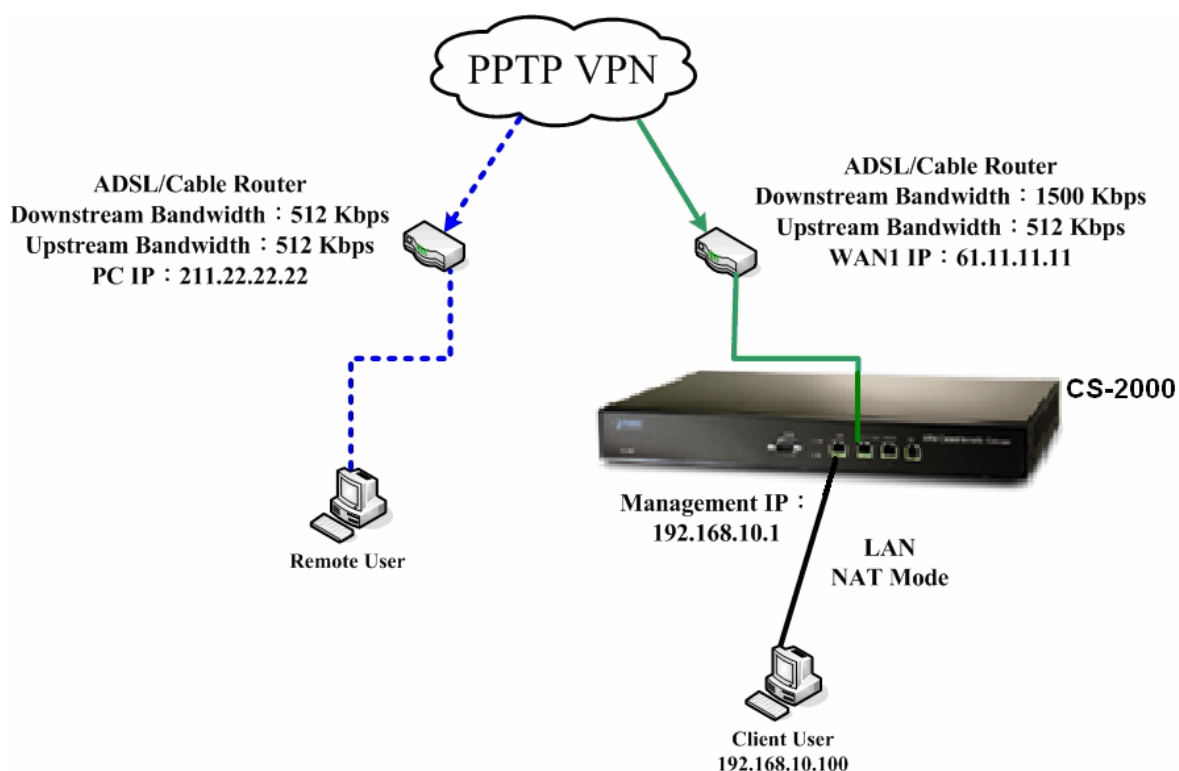 PPTP VPN
ADSL/Cable Router
Downstream Bandwidth：512 Kbps
Upstream Bandwidth：512 Kbps
PC IP：211.22.22.22
ADSL/Cable Router
Downstream Bandwidth：1500 Kbps
Upstream Bandwidth：512 Kbps
WAN1 IP：61.11.11.11
CS-2000
Management IP：
192.168.10.1
LAN
NAT Mode
Remote User
Client User
192.168.10.100